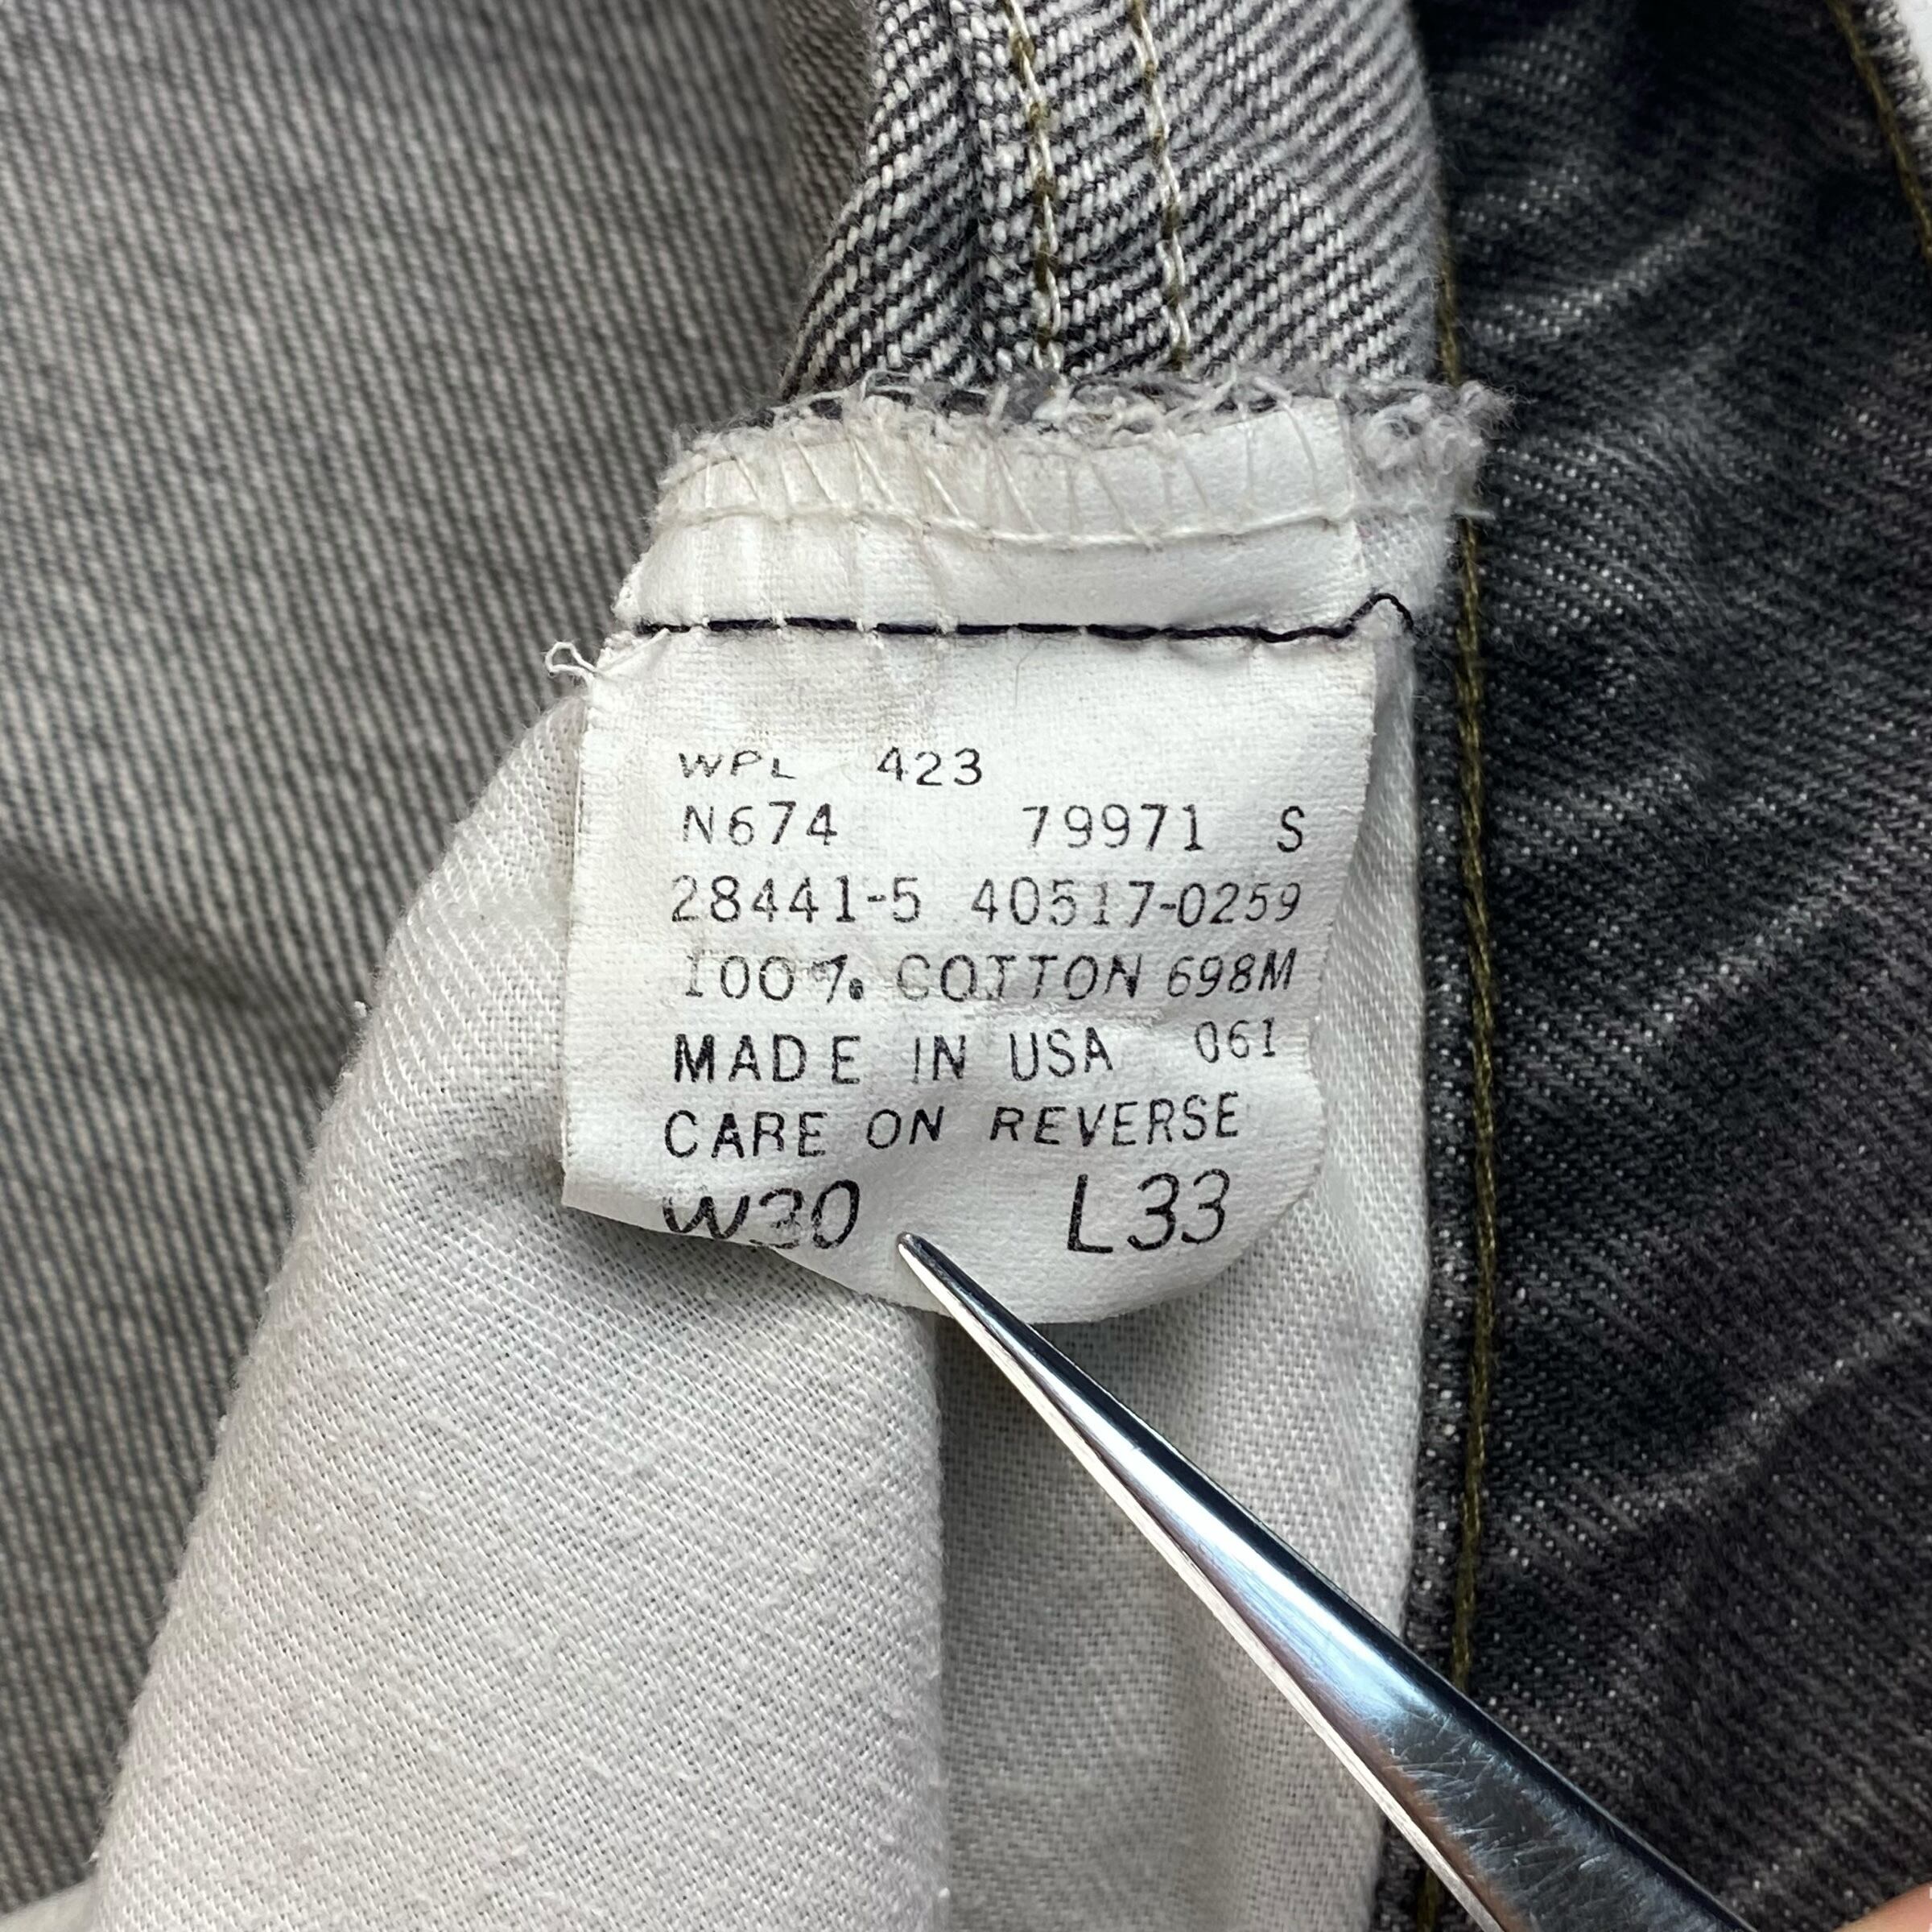 WPL 423
N674 79971 S
28441-5 40517-0259
100% COTTON 698M
MADE IN USA 061
CARE ON REVERSE
W30 L33